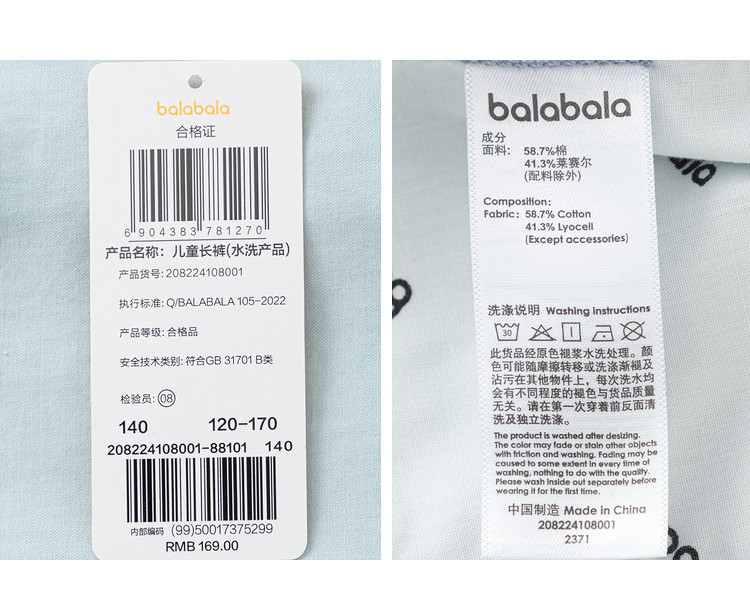 balabala
合格证
6 904383 781270
产品名称：儿童长裤(水洗产品)
产品货号: 208224108001
执行标准: Q/BALABALA 105-2022
产品等级: 合格品
安全技术类别: 符合GB 31701 B类
检验员: 08
140 120-170
208224108001-88101 140
内部编码 (99)50017375299
RMB 169.00
balabala
成分
面料： 58.7%棉
41.3%莱赛尔
(配料除外)
Composition:
Fabric: 58.7% Cotton
41.3% Lyocell
(Except accessories)
洗涤说明 Washing instructions
30
此货品经原色褪浆水洗处理。颜
色可能随摩擦转移或洗涤渐褪及
沾污在其他物件上，每次洗水均
会有不同程度的褪色与货品质量
无关。请在第一次穿着前反面清
洗及独立洗涤。
The product is washed after desizing.
The color may fade or stain other objects
with friction and washing. Fading may be
caused to some extent in every time of
washing, nothing to do with the quality.
Please wash inside out separately before
wearing it for the first time.
中国制造 Made in China
208224108001
2371